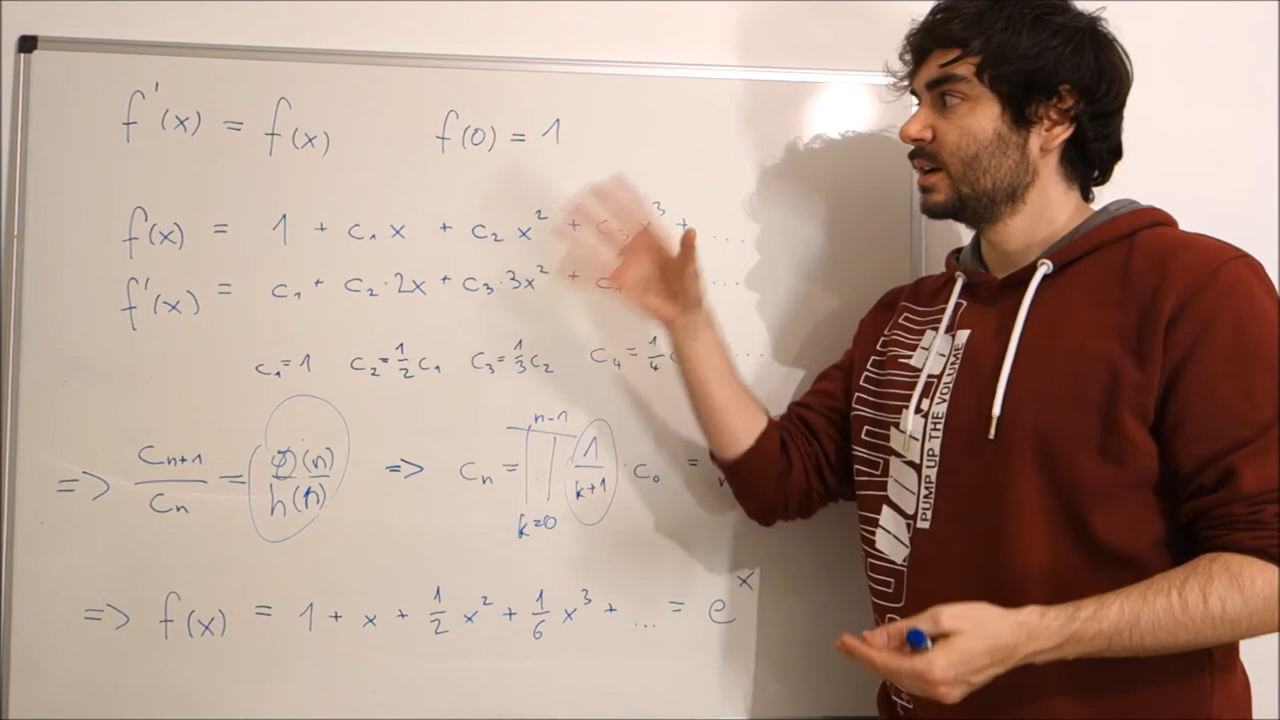 f'(x) = f(x) f(0) = 1
f(x) = 1 + c₁x + c₂x² + c₃x³ + ....
f'(x) = c₁ + c₂·2x + c₃·3x² + ....
c₁=1 c₂=½c₁ c₃=⅓c₂ c₄=¼ ....
=> cₙ₊₁/cₙ = Φ(n)/h(n) => cₙ = ∏ₖ₌₀ⁿ⁻¹ 1/(k+1) · c₀ =
=> f(x) = 1 + x + ½x² + ⅙x³ + ... = eˣ
PUMP UP THE VOLUME